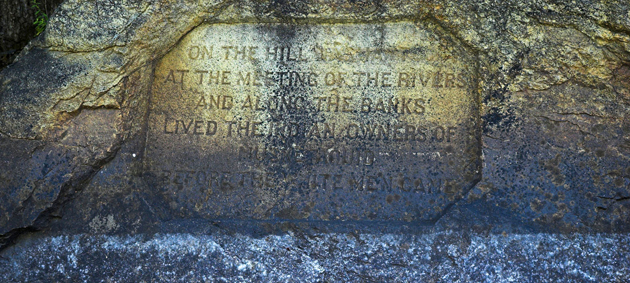 ON THE HILL
AT THE MEETING OF THE RIVERS
AND ALONG THE BANKS
LIVED THE INDIAN OWNERS OF
BEFORE THE WHITE MEN CAME